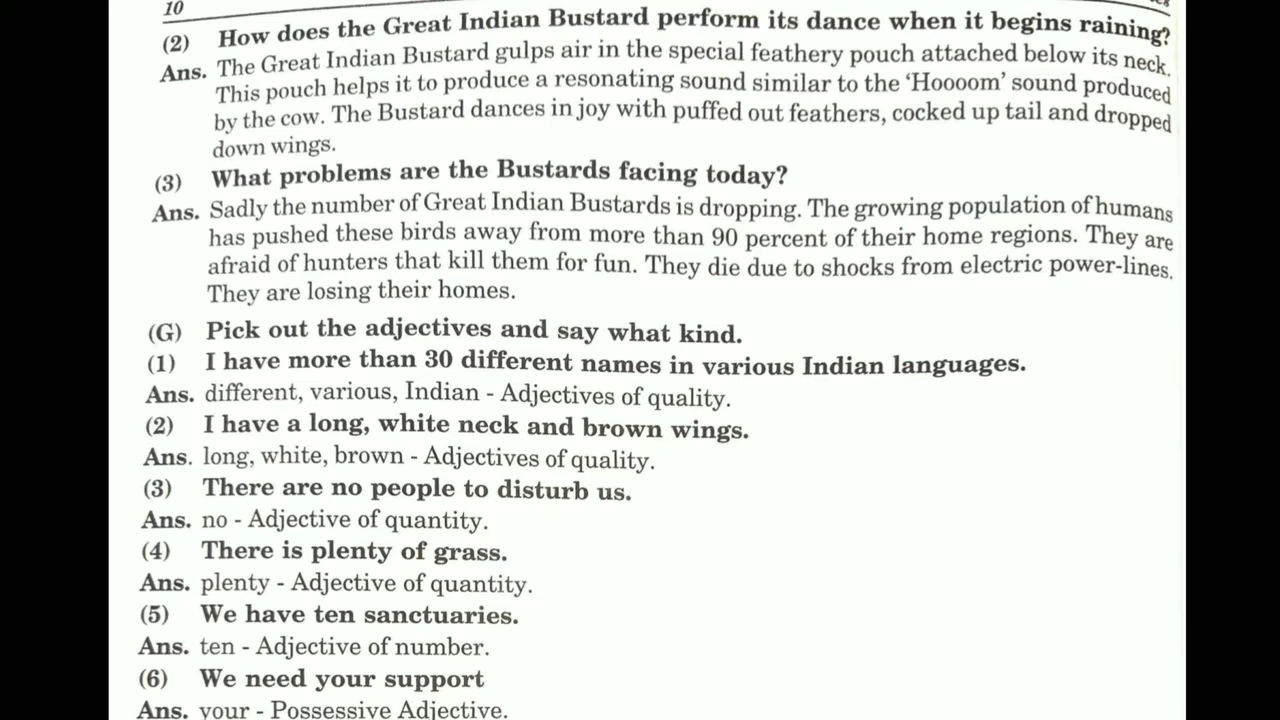 10
(2) How does the Great Indian Bustard perform its dance when it begins raining?
Ans. The Great Indian Bustard gulps air in the special feathery pouch attached below its neck.
This pouch helps it to produce a resonating sound similar to the ‘Hoooom’ sound produced
by the cow. The Bustard dances in joy with puffed out feathers, cocked up tail and dropped
down wings.
(3) What problems are the Bustards facing today?
Ans. Sadly the number of Great Indian Bustards is dropping. The growing population of humans
has pushed these birds away from more than 90 percent of their home regions. They are
afraid of hunters that kill them for fun. They die due to shocks from electric power-lines.
They are losing their homes.
(G) Pick out the adjectives and say what kind.
(1) I have more than 30 different names in various Indian languages.
Ans. different, various, Indian - Adjectives of quality.
(2) I have a long, white neck and brown wings.
Ans. long, white, brown - Adjectives of quality.
(3) There are no people to disturb us.
Ans. no - Adjective of quantity.
(4) There is plenty of grass.
Ans. plenty - Adjective of quantity.
(5) We have ten sanctuaries.
Ans. ten - Adjective of number.
(6) We need your support
Ans. your - Possessive Adjective.